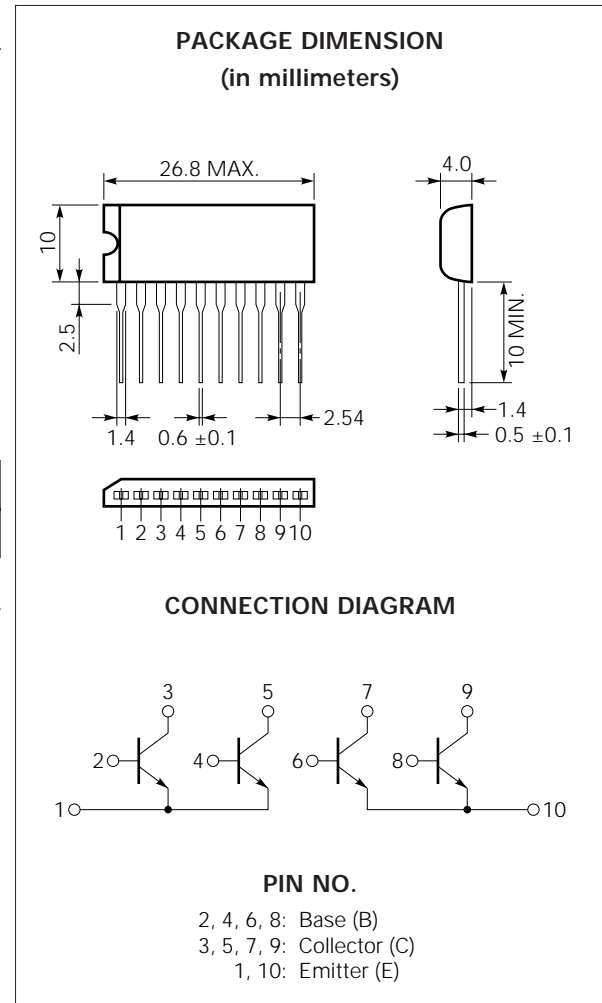 PACKAGE DIMENSION
(in millimeters)
26.8 MAX.
4.0
10
2.5
10 MIN.
1.4
0.6 ±0.1
2.54
1.4
0.5 ±0.1
1 2 3 4 5 6 7 8 9 10
CONNECTION DIAGRAM
3
5
7
9
2
4
6
8
1
10
PIN NO.
2, 4, 6, 8: Base (B)
3, 5, 7, 9: Collector (C)
1, 10: Emitter (E)